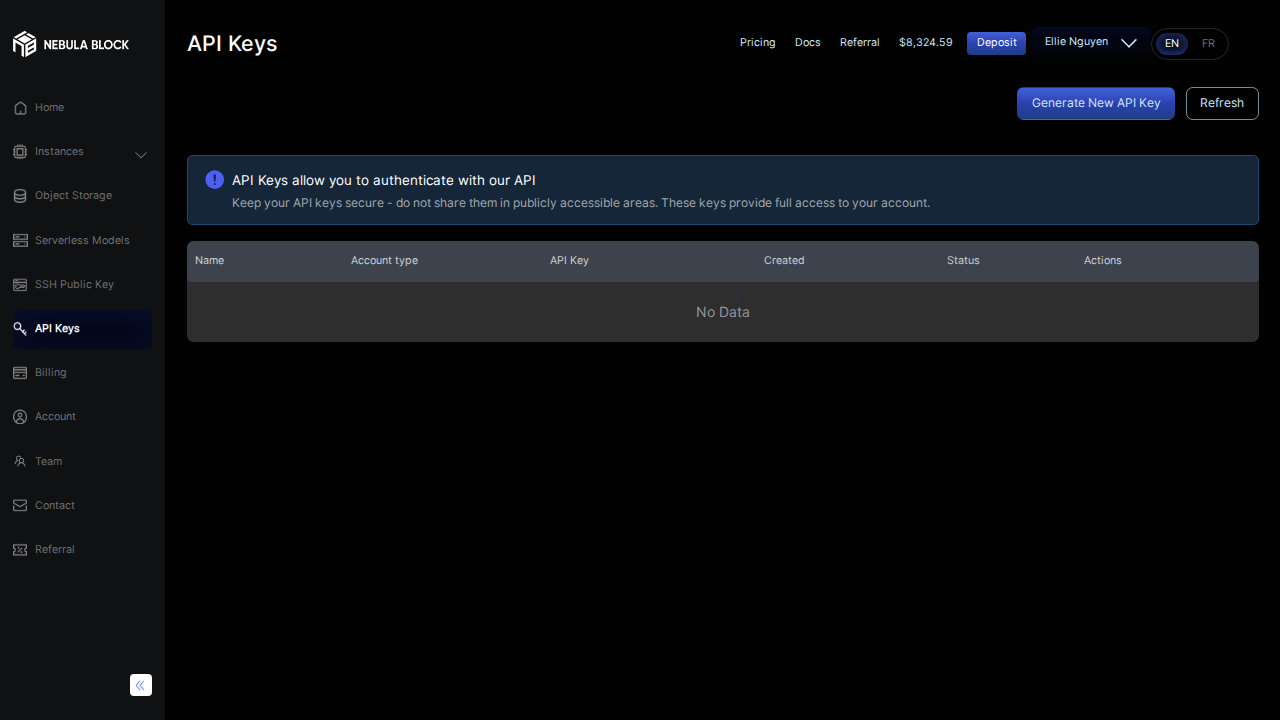 NEBULA BLOCK
Home
Instances
Object Storage
Serverless Models
SSH Public Key
API Keys
Billing
Account
Team
Contact
Referral
API Keys
Pricing Docs Referral $8,324.59 Deposit Ellie Nguyen EN FR
Generate New API Key Refresh
API Keys allow you to authenticate with our API
Keep your API keys secure - do not share them in publicly accessible areas. These keys provide full access to your account.
Name Account type API Key Created Status Actions
No Data